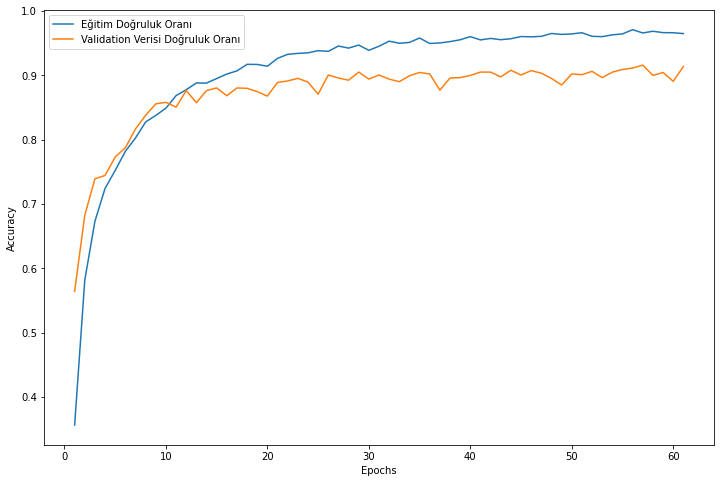 Eğitim Doğruluk Oranı
Validation Verisi Doğruluk Oranı
1.0
0.9
0.8
0.7
0.6
0.5
0.4
Accuracy
0 10 20 30 40 50 60
Epochs